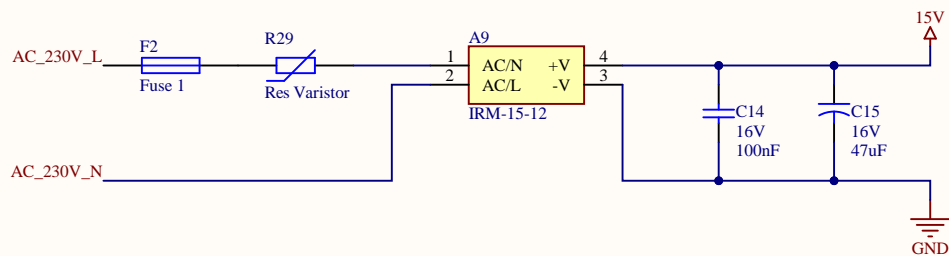 15V
F2
R29
A9
AC_230V_L
1
AC/N
+V
4
2
AC/L
-V
3
Fuse 1
Res Varistor
IRM-15-12
C14
16V
100nF
C15
16V
47uF
AC_230V_N
GND